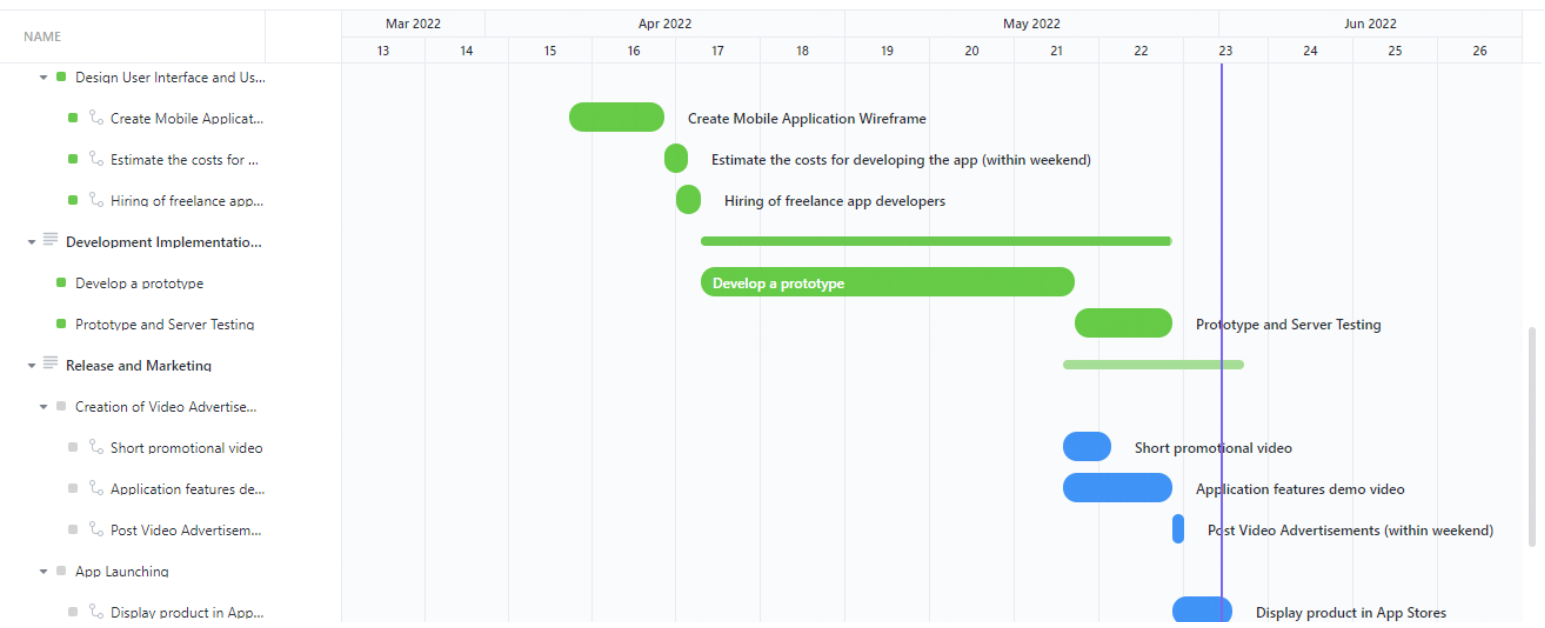 NAME
Mar 2022 Apr 2022 May 2022 Jun 2022
13 14 15 16 17 18 19 20 21 22 23 24 25 26
Design User Interface and Us...
Create Mobile Applicat... Create Mobile Application Wireframe
Estimate the costs for ... Estimate the costs for developing the app (within weekend)
Hiring of freelance app... Hiring of freelance app developers
Development Implementatio...
Develop a prototype Develop a prototype
Prototype and Server Testing Prototype and Server Testing
Release and Marketing
Creation of Video Advertise...
Short promotional video Short promotional video
Application features de... Application features demo video
Post Video Advertisem... Post Video Advertisements (within weekend)
App Launching
Display product in App... Display product in App Stores